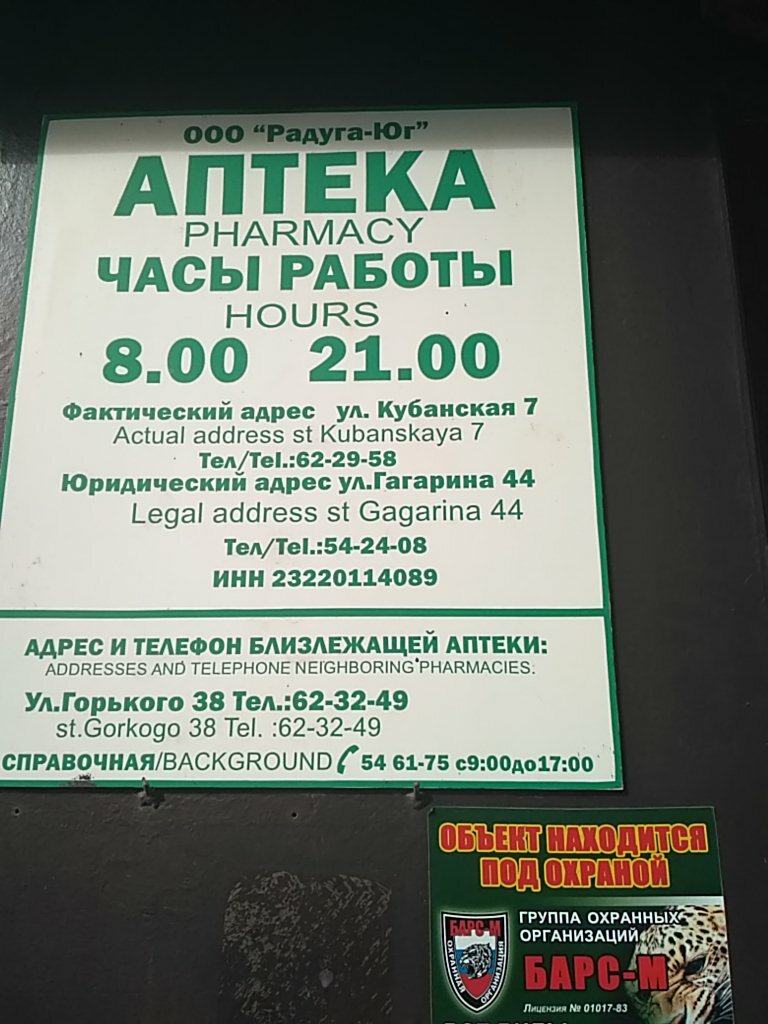 ООО “Радуга-Юг”
АПТЕКА
PHARMACY
ЧАСЫ РАБОТЫ
HOURS
8.00 21.00
Фактический адрес ул. Кубанская 7
Actual address st Kubanskaya 7
Тел/Tel.:62-29-58
Юридический адрес ул.Гагарина 44
Legal address st Gagarina 44
Тел/Tel.:54-24-08
ИНН 23220114089
АДРЕС И ТЕЛЕФОН БЛИЗЛЕЖАЩЕЙ АПТЕКИ:
ADDRESSES AND TELEPHONE NEIGHBORING PHARMACIES:
Ул.Горького 38 Тел.:62-32-49
st.Gorkogo 38 Tel. :62-32-49
СПРАВОЧНАЯ/BACKGROUND 54 61-75 с9:00до17:00
ОБЪЕКТ НАХОДИТСЯ
ПОД ОХРАНОЙ
ГРУППА ОХРАННЫХ
ОРГАНИЗАЦИЙ
БАРС-М
БАРС-М
ОХРАННАЯ ОРГАНИЗАЦИЯ
Лицензия № 01017-83